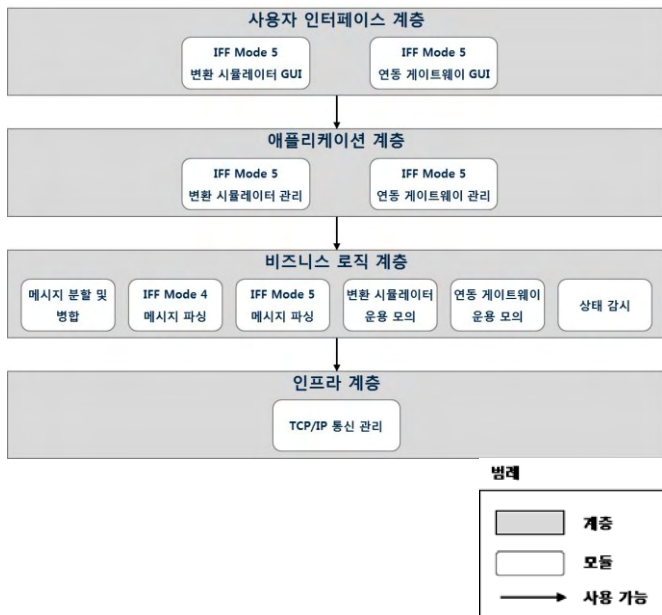 사용자 인터페이스 계층
IFF Mode 5
변환 시뮬레이터 GUI
IFF Mode 5
연동 게이트웨이 GUI
애플리케이션 계층
IFF Mode 5
변환 시뮬레이터 관리
IFF Mode 5
연동 게이트웨이 관리
비즈니스 로직 계층
메시지 분할 및
병합
IFF Mode 4
메시지 파싱
IFF Mode 5
메시지 파싱
변환 시뮬레이터
운용 모의
연동 게이트웨이
운용 모의
상태 감시
인프라 계층
TCP/IP 통신 관리
범례
계층
모듈
사용 가능